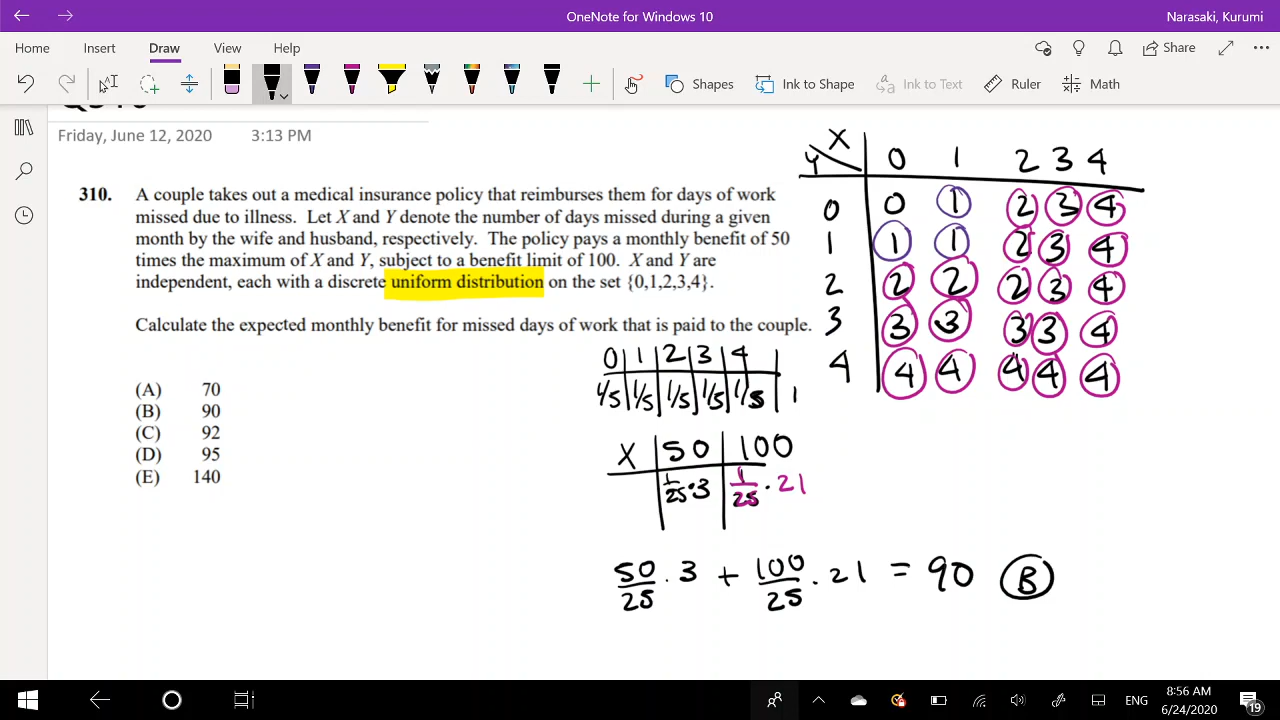 OneNote for Windows 10
Narasaki, Kurumi
Home Insert Draw View Help
Share
Shapes Ink to Shape Ink to Text Ruler Math
Friday, June 12, 2020 3:13 PM
310. A couple takes out a medical insurance policy that reimburses them for days of work
missed due to illness. Let X and Y denote the number of days missed during a given
month by the wife and husband, respectively. The policy pays a monthly benefit of 50
times the maximum of X and Y, subject to a benefit limit of 100. X and Y are
independent, each with a discrete uniform distribution on the set {0,1,2,3,4}.
Calculate the expected monthly benefit for missed days of work that is paid to the couple.
(A) 70
(B) 90
(C) 92
(D) 95
(E) 140
X
Y 0 1 2 3 4
0 0 1 2 3 4
1 1 1 2 3 4
2 2 2 2 3 4
3 3 3 3 3 4
4 4 4 4 4 4
0 1 2 3 4
1/5 1/5 1/5 1/5 1/5 1
X 50 100
1/25 · 3 1/25 · 21
50/25 · 3 + 100/25 · 21 = 90 B
ENG
8:56 AM
6/24/2020
19